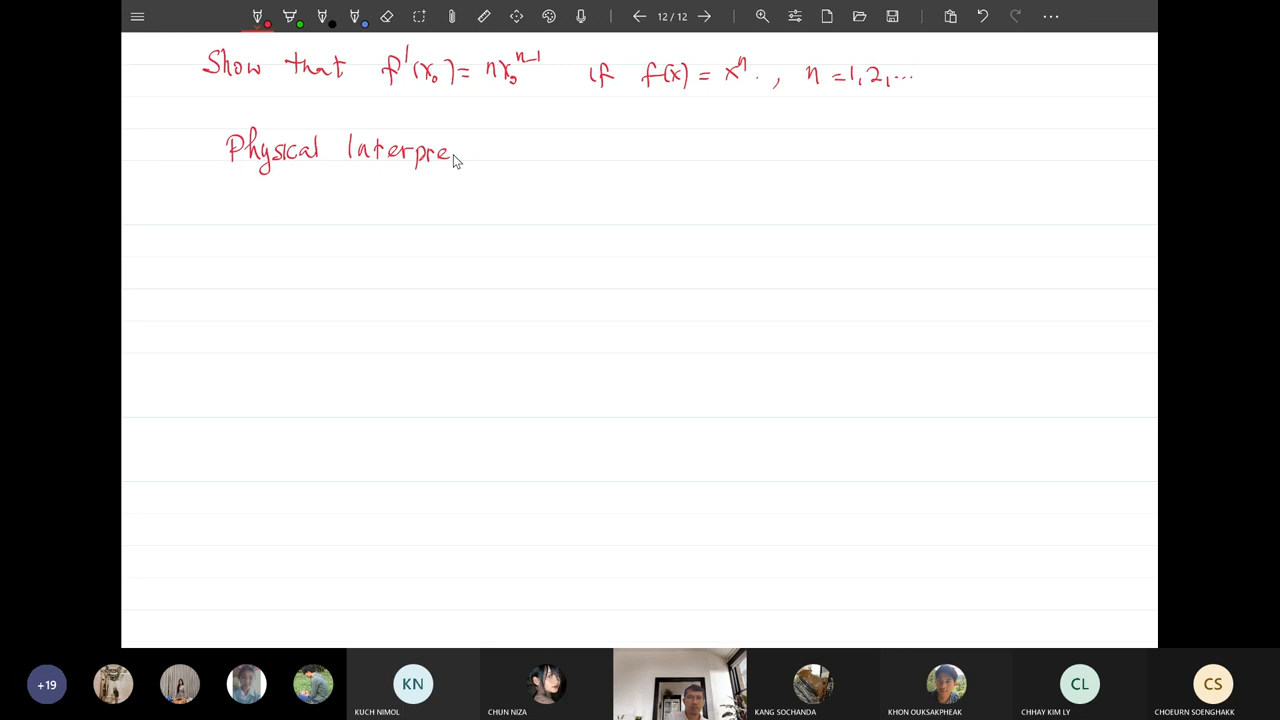 12 / 12
Show that f'(x₀) = nx₀ⁿ⁻¹ if f(x) = xⁿ. , n = 1, 2, ...
Physical Interpre
+19
KN
CL
CS
KUCH NIMOL
CHUN NIZA
KANG SOCHANDA
KHON OUKSAKPHEAK
CHHAY KIM LY
CHOEURN SOENGHAKK